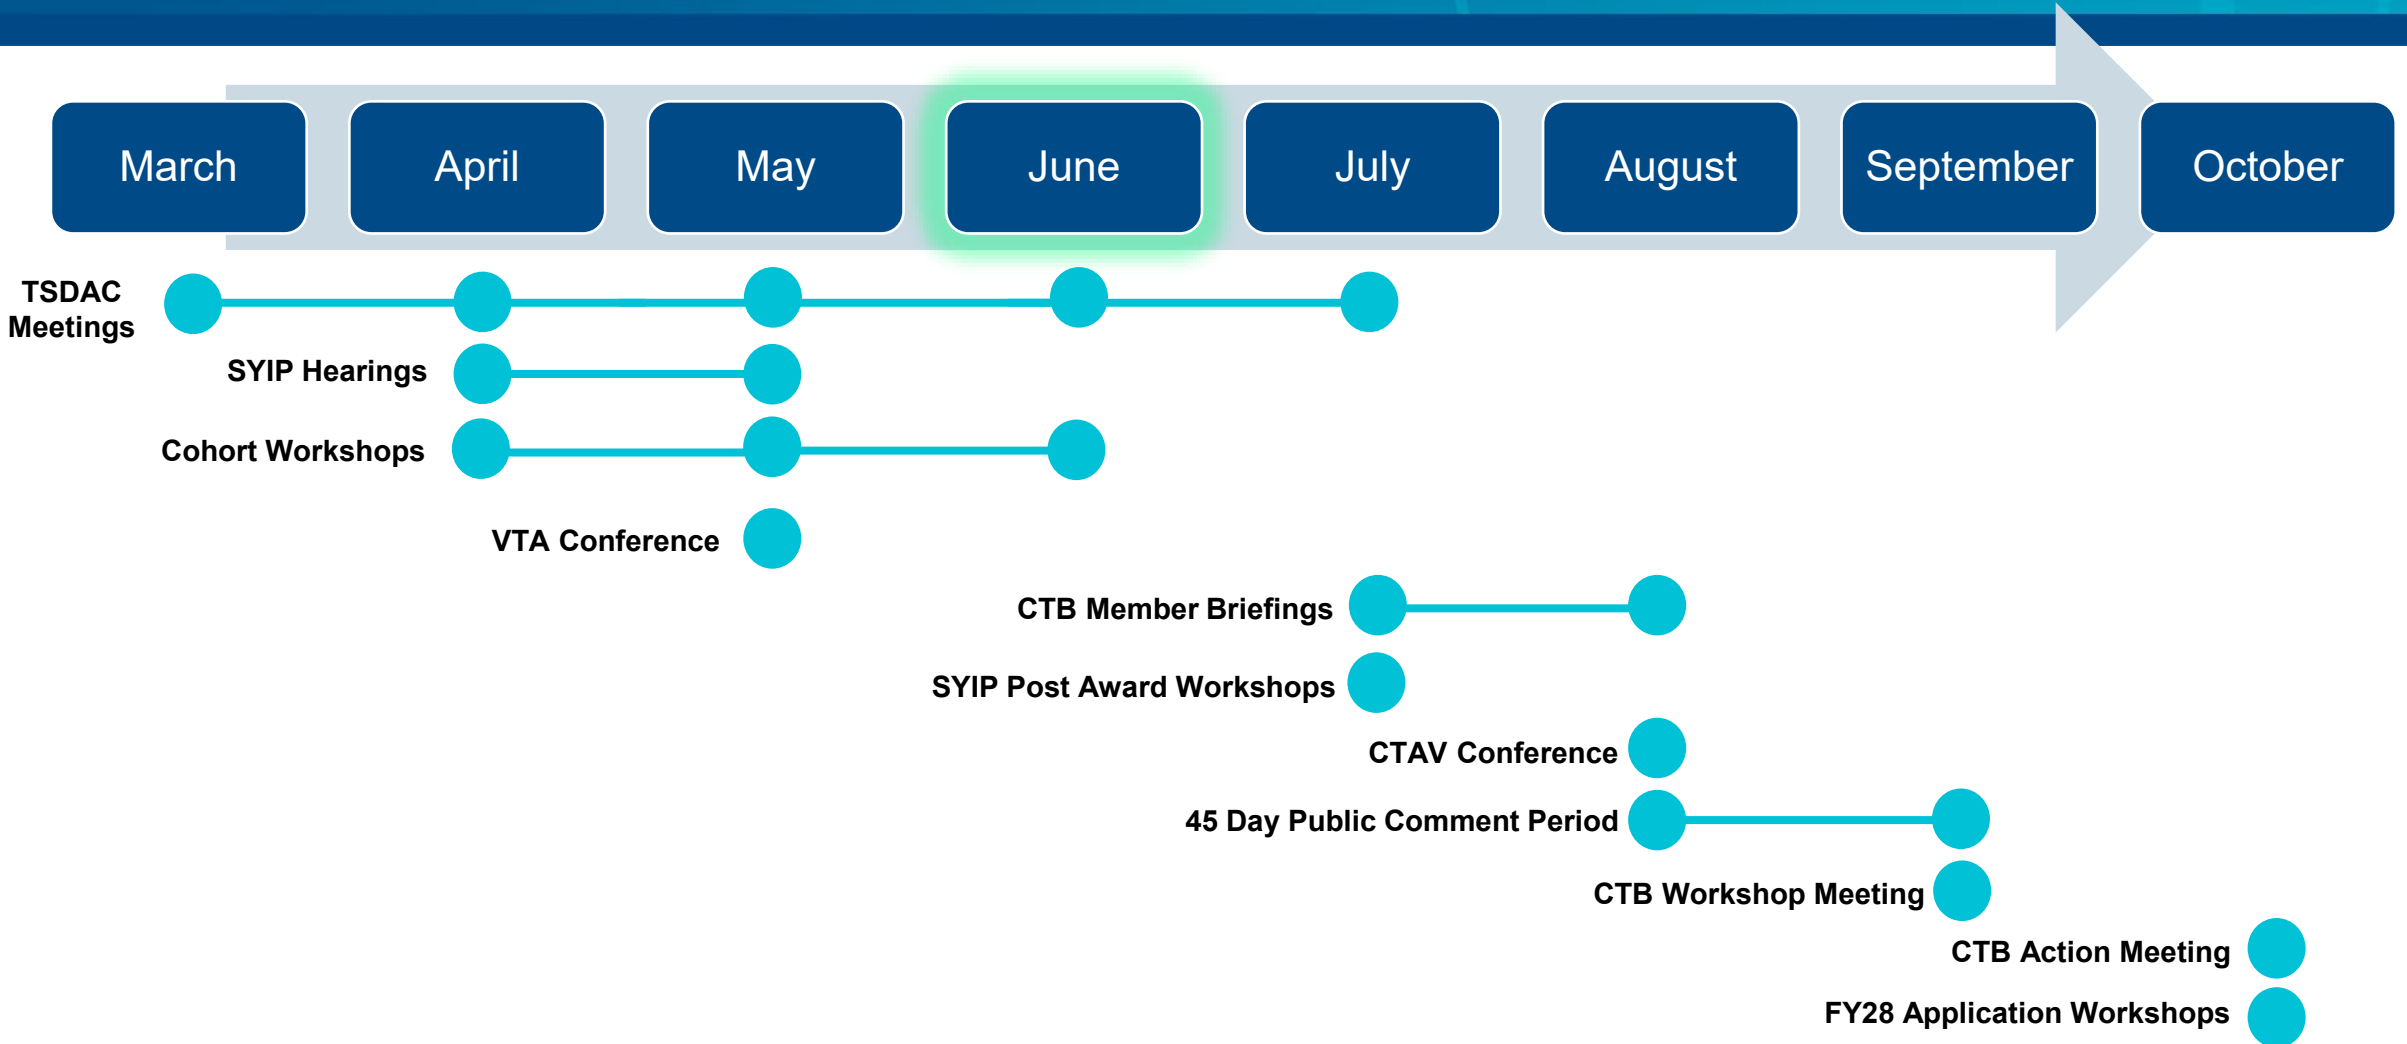 March
April
May
June
July
August
September
October
TSDAC
Meetings
SYIP Hearings
Cohort Workshops
VTA Conference
CTB Member Briefings
SYIP Post Award Workshops
CTAV Conference
45 Day Public Comment Period
CTB Workshop Meeting
CTB Action Meeting
FY28 Application Workshops